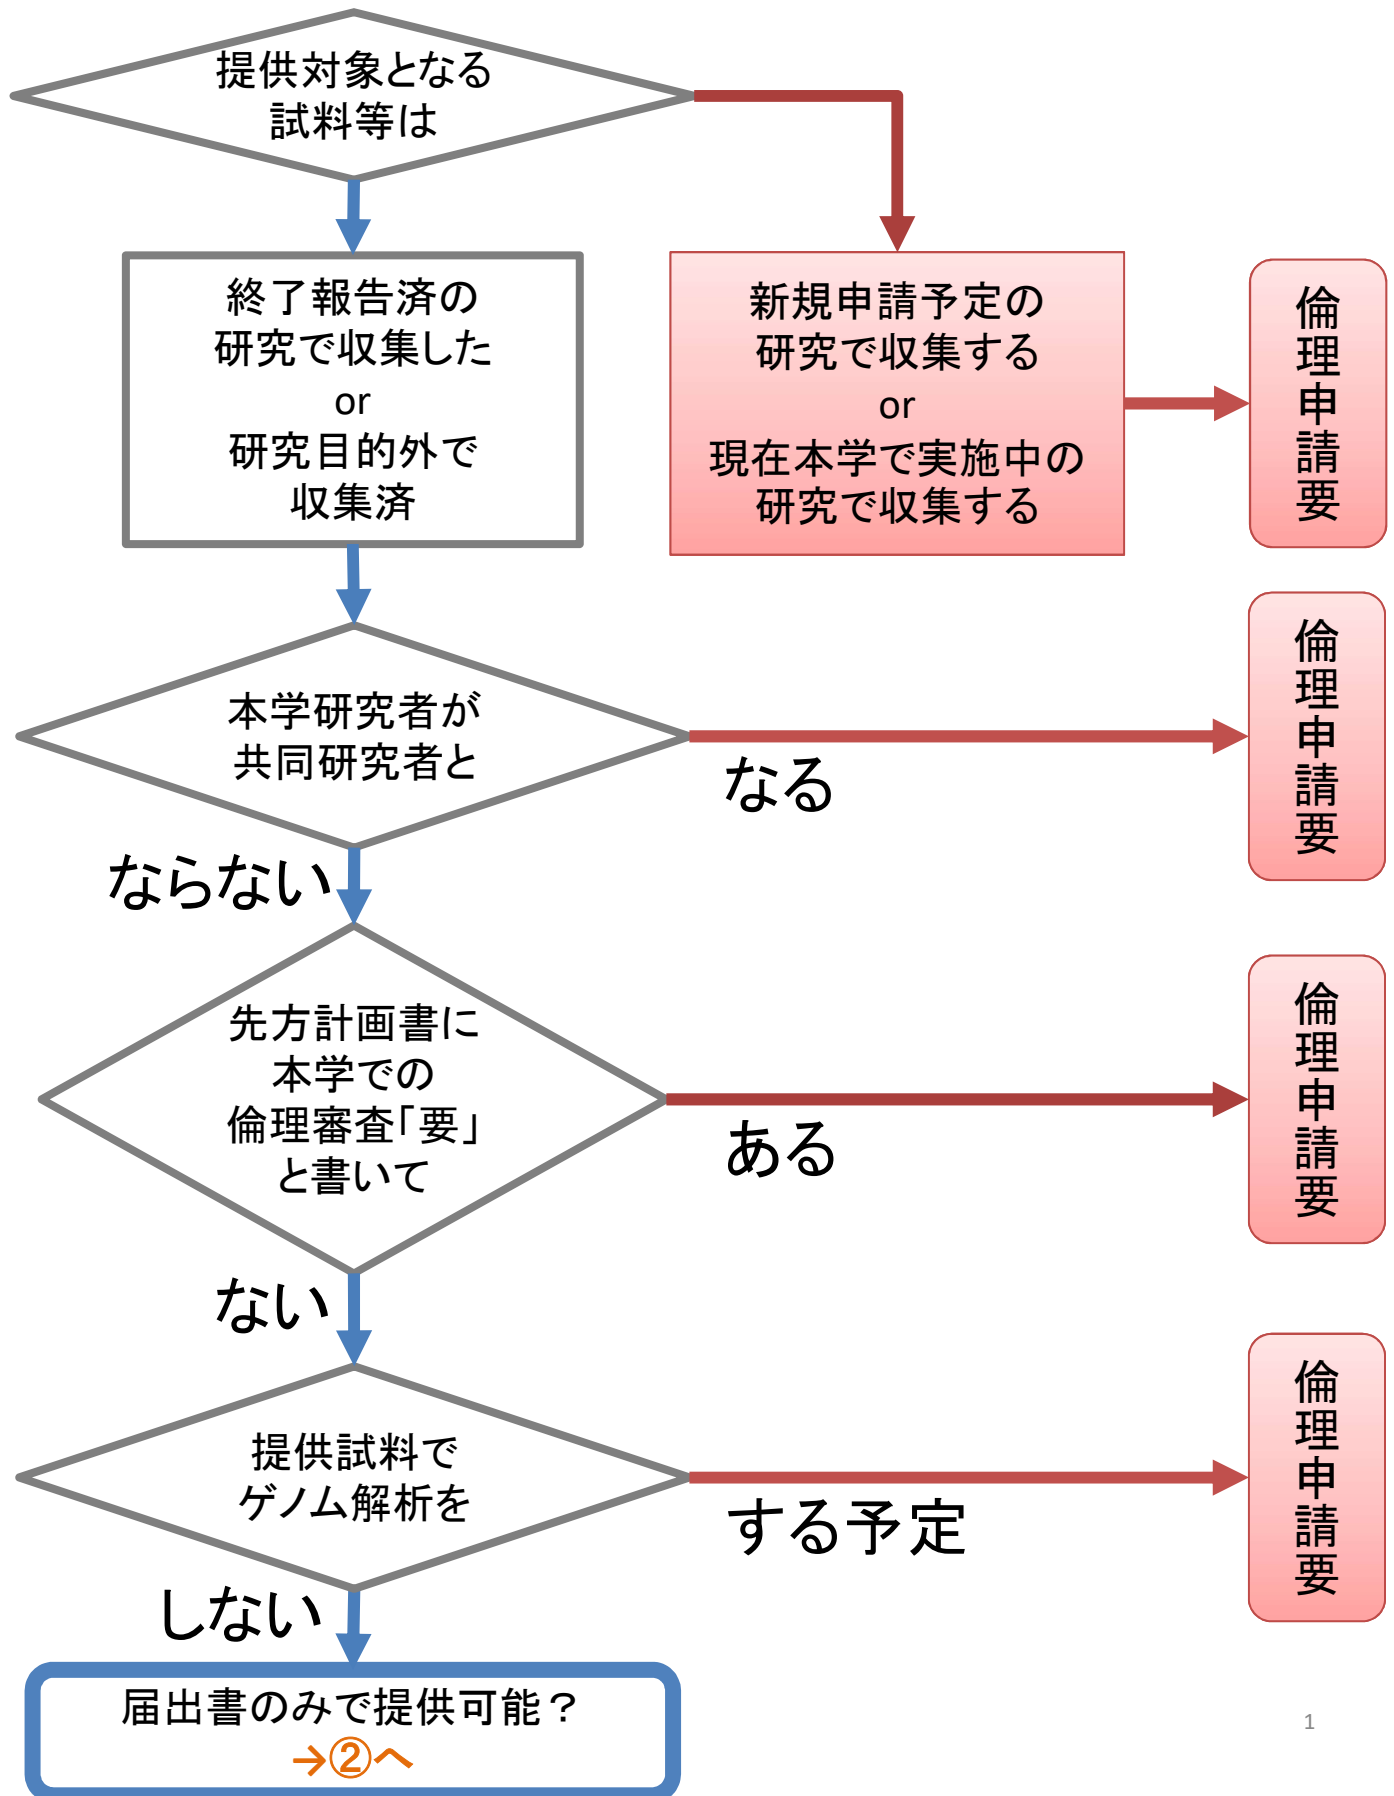 提供対象となる
試料等は
終了報告済の
研究で収集した
or
研究目的外で
収集済
新規申請予定の
研究で収集する
or
現在本学で実施中の
研究で収集する
倫理申請要
本学研究者が
共同研究者と
なる
倫理申請要
ならない
先方計画書に
本学での
倫理審査｢要｣
と書いて
ある
倫理申請要
ない
提供試料で
ゲノム解析を
する予定
倫理申請要
しない
届出書のみで提供可能？
→②へ
1